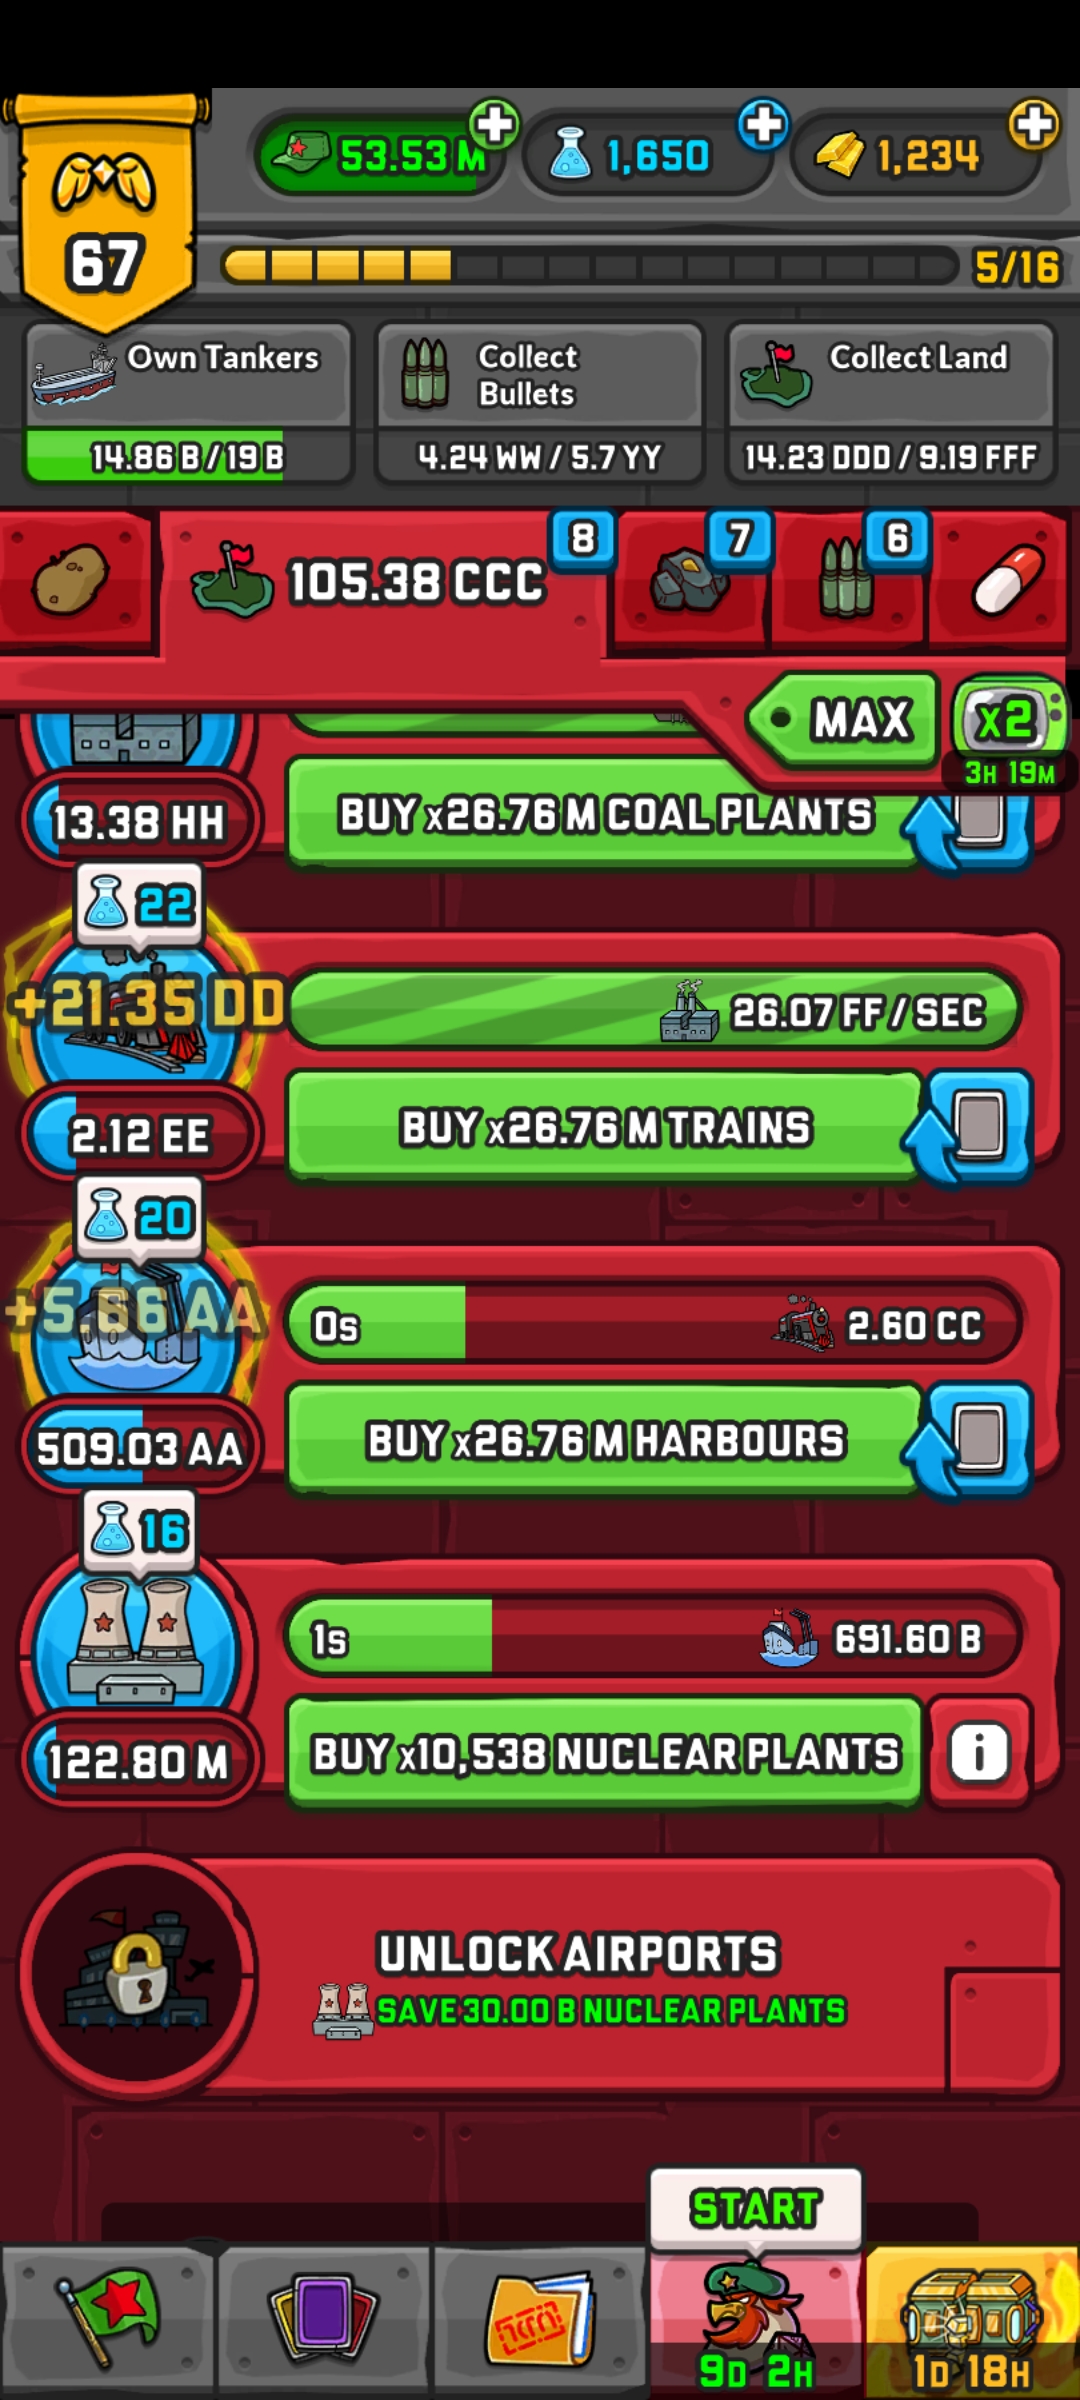 53.53 M
1,650
1,234
67
5/16
Own Tankers
14.86 B / 19 B
Collect
Bullets
4.24 WW / 5.7 YY
Collect Land
14.23 DDD / 9.19 FFF
105.38 CCC
8
7
6
MAX
x2
3H 19M
13.38 HH
BUY x26.76 M COAL PLANTS
22
+21.35 DD
26.07 FF / SEC
2.12 EE
BUY x26.76 M TRAINS
20
+5.66 AA
0s
2.60 CC
509.03 AA
BUY x26.76 M HARBOURS
16
1s
691.60 B
122.80 M
BUY x10,538 NUCLEAR PLANTS
i
UNLOCK AIRPORTS
SAVE 30.00 B NUCLEAR PLANTS
START
9D 2H
1D 18H